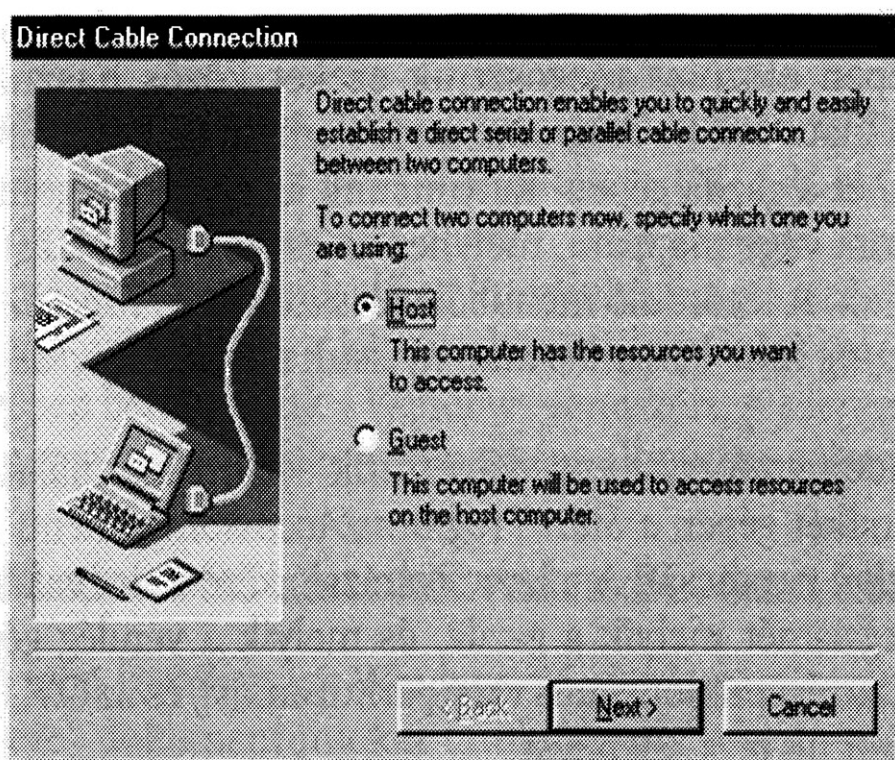 Direct Cable Connection
Direct cable connection enables you to quickly and easily
establish a direct serial or parallel cable connection
between two computers.
To connect two computers now, specify which one you
are using:
Host
This computer has the resources you want
to access.
Guest
This computer will be used to access resources
on the host computer.
< Back
Next >
Cancel